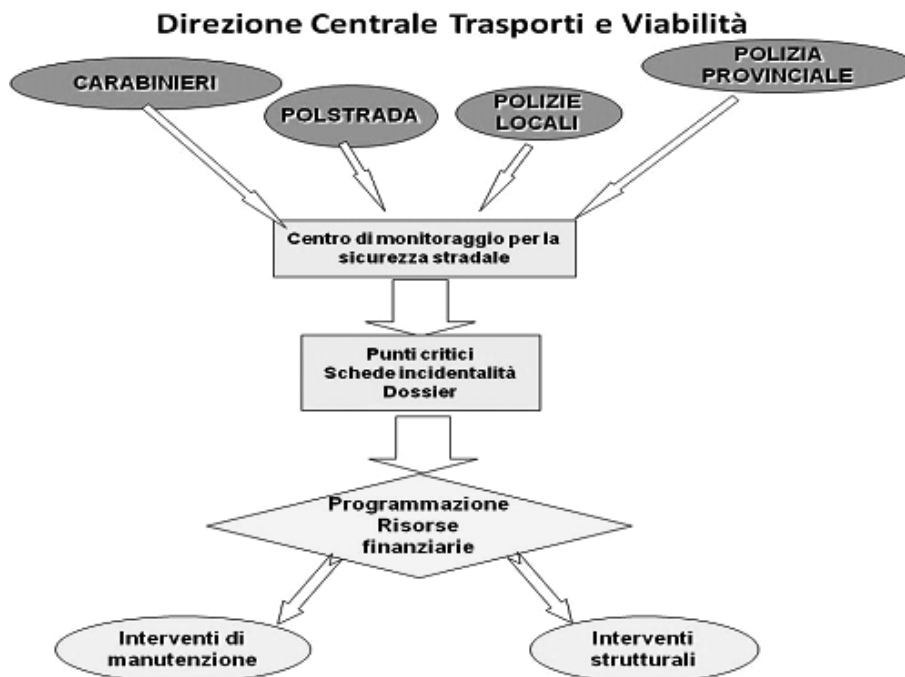 Direzione Centrale Trasporti e Viabilità
CARABINIERI
POLSTRADA
POLIZIE
LOCALI
POLIZIA
PROVINCIALE
Centro di monitoraggio per la
sicurezza stradale
Punti critici
Schede incidentalità
Dossier
Programmazione
Risorse
finanziarie
Interventi di
manutenzione
Interventi
strutturali